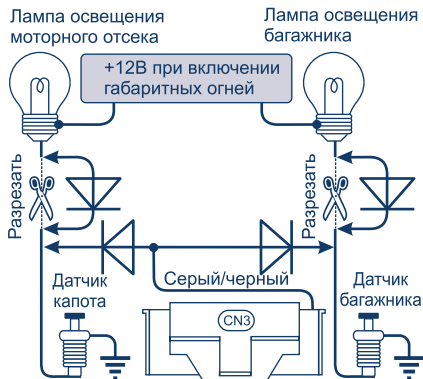 Лампа освещения
моторного отсека
Лампа освещения
багажника
+12В при включении
габаритных огней
Разрезать
Разрезать
Серый/черный
Датчик
капота
Датчик
багажника
CN3